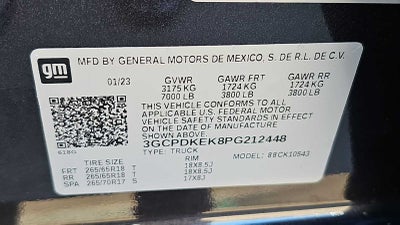 gm
MFD BY GENERAL MOTORS DE MEXICO, S. DE R.L. DE C.V.
01/23 GVWR GAWR FRT GAWR RR
3175 KG 1724 KG 1724 KG
7000 LB 3800 LB 3800 LB
THIS VEHICLE CONFORMS TO ALL
APPLICABLE U.S. FEDERAL MOTOR
VEHICLE SAFETY STANDARDS IN
EFFECT ON THE DATE OF MANUFACTURE
SHOWN ABOVE.
3GCPDKEK8PG212448
618G TYPE: TRUCK MODEL: 88CK10543
RIM
FRT 265/65R18 T 18X8.5J
RR 265/65R18 T 18X8.5J
SPA 265/70R17 S 17X8J